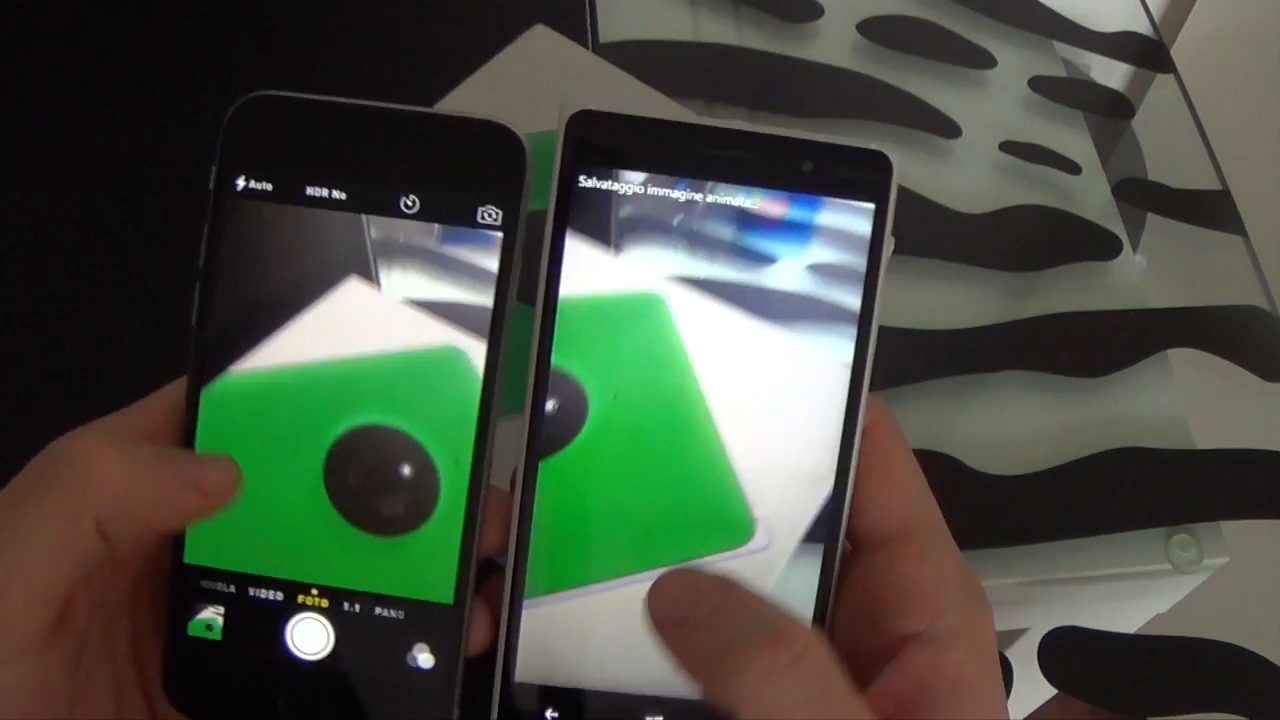 Auto
HDR No
Salvataggio immagine animata...
VIDEO
FOTO
1:1
PANO